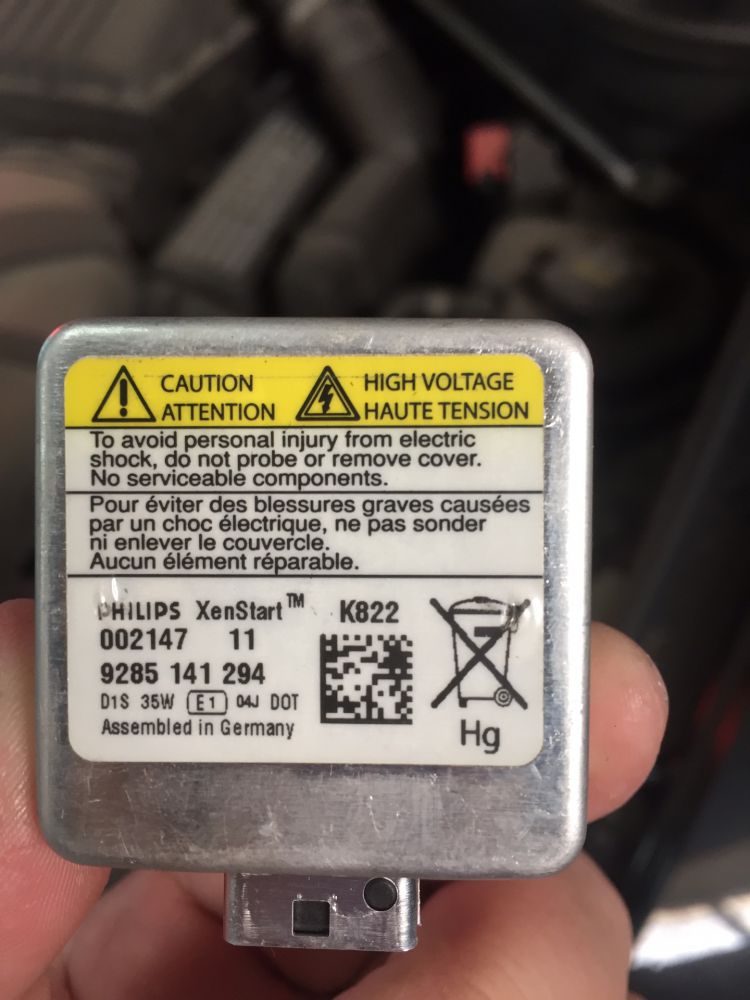 CAUTION
ATTENTION
HIGH VOLTAGE
HAUTE TENSION
To avoid personal injury from electric
shock, do not probe or remove cover.
No serviceable components.
Pour éviter des blessures graves causées
par un choc électrique, ne pas sonder
ni enlever le couvercle.
Aucun élément réparable.
PHILIPS XenStart™ K822
002147 11
9285 141 294
D1S 35W E1 04J DOT
Assembled in Germany
Hg